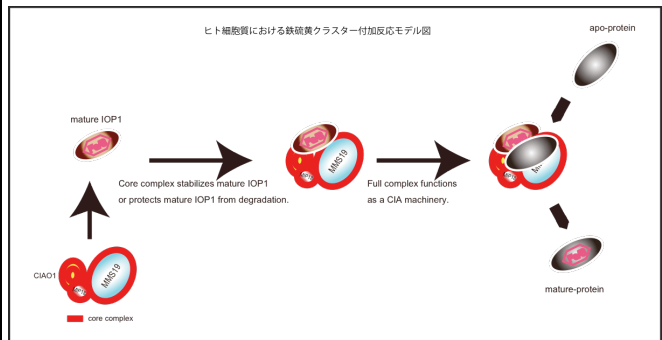 ヒト細胞質における鉄硫黄クラスター付加反応モデル図
apo-protein
mature IOP1
MMS19
Core complex stabilizes mature IOP1
or protects mature IOP1 from degradation.
Full complex functions
as a CIA machinery.
CIAO1
MMS19
mature-protein
core complex